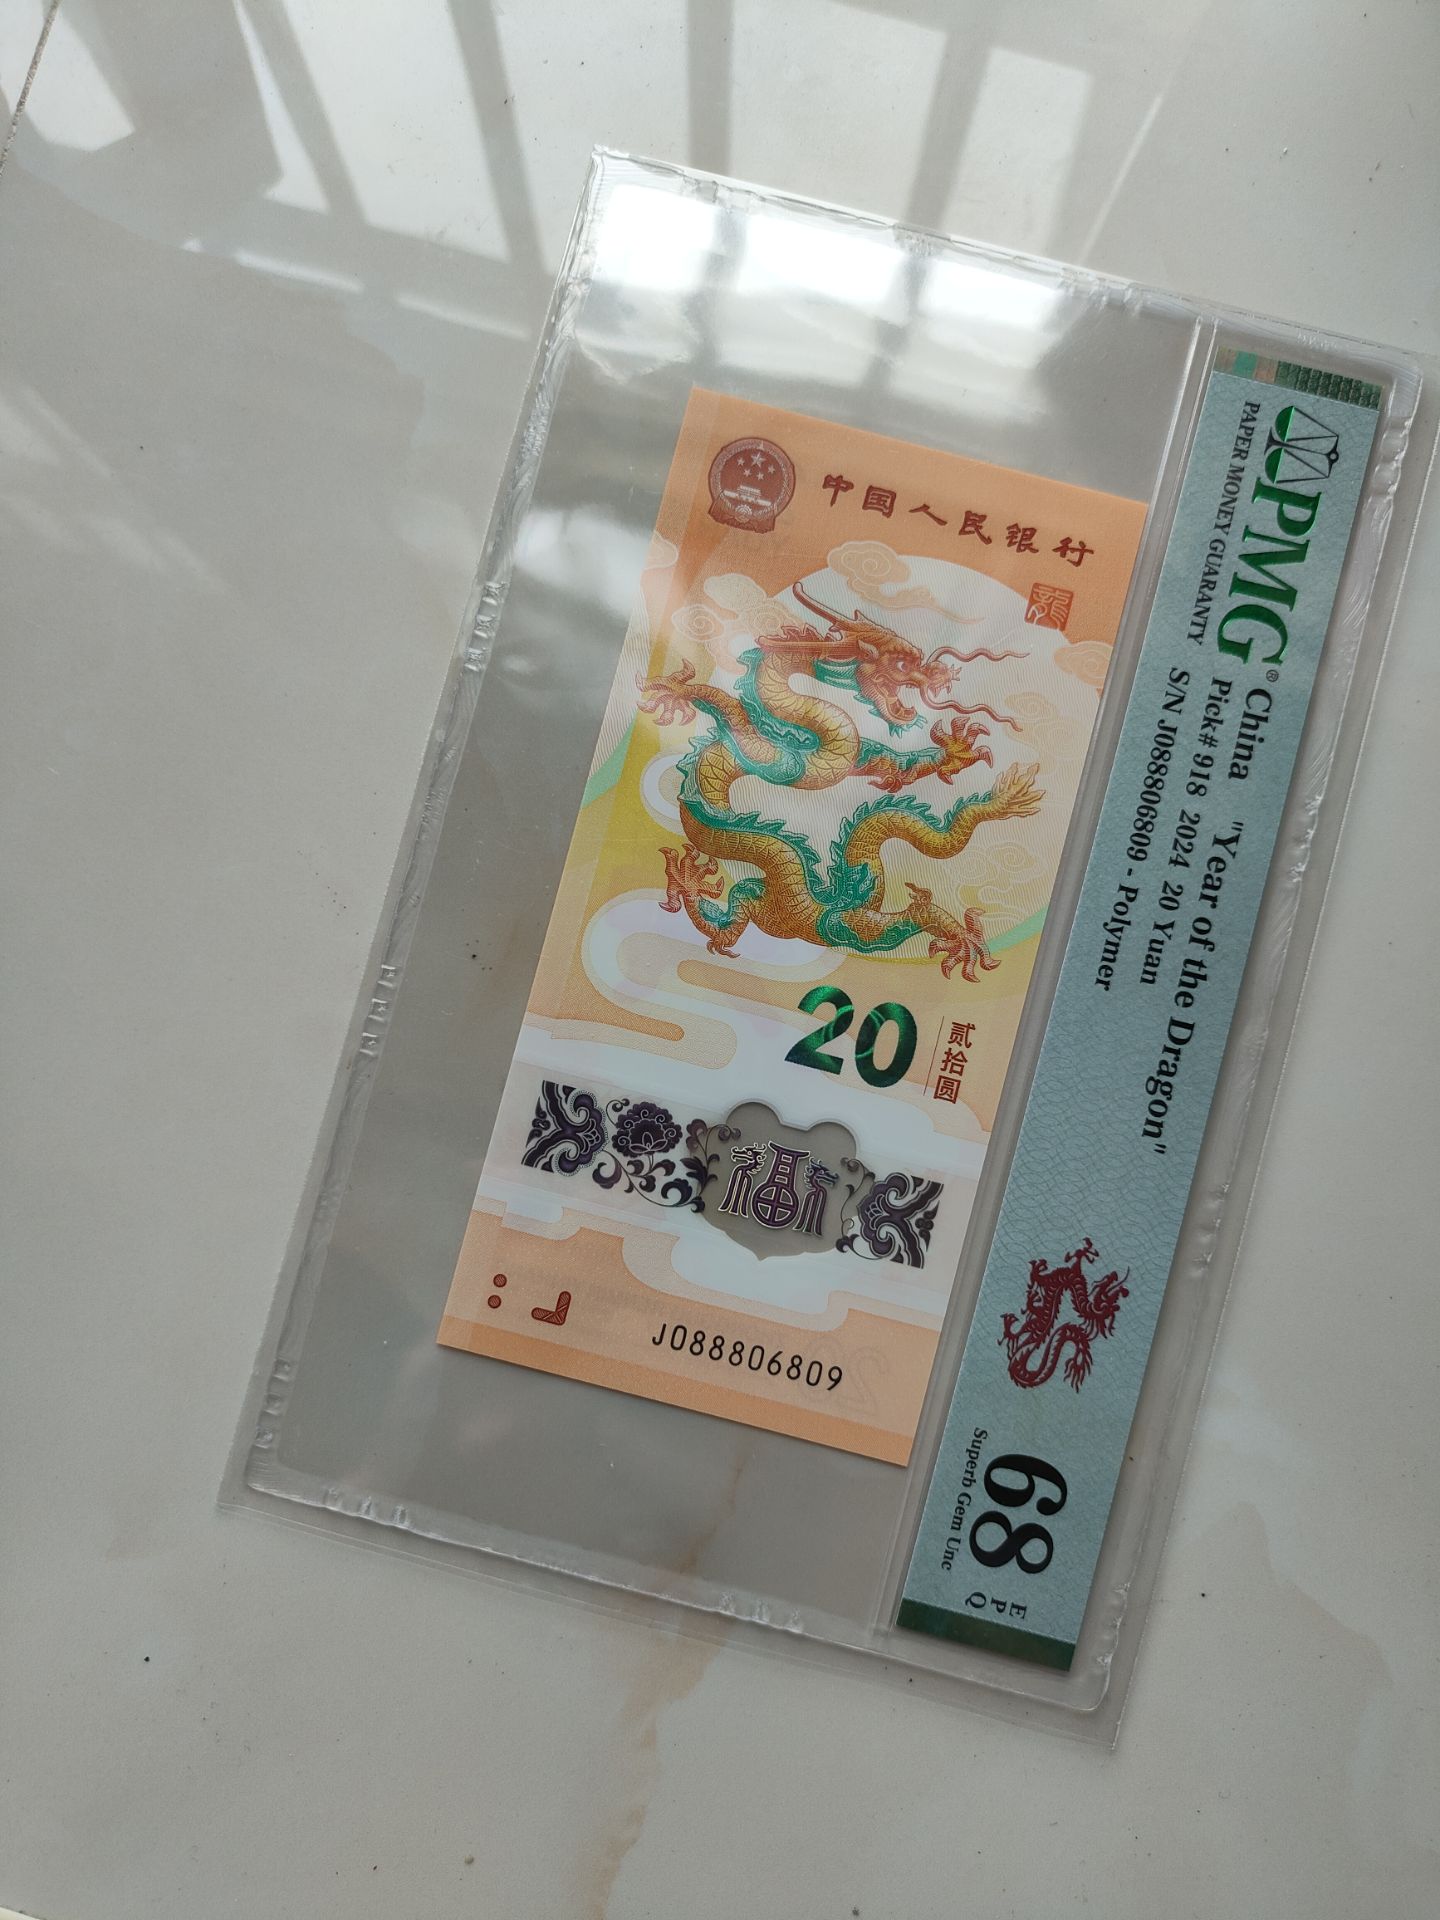 中国人民银行
龍
20
贰拾圆
福
J088806809
PMG®
PAPER MONEY GUARANTY
China "Year of the Dragon"
Pick# 918 2024 20 Yuan
S/N J088806809 - Polymer
68
EPQ
Superb Gem Unc